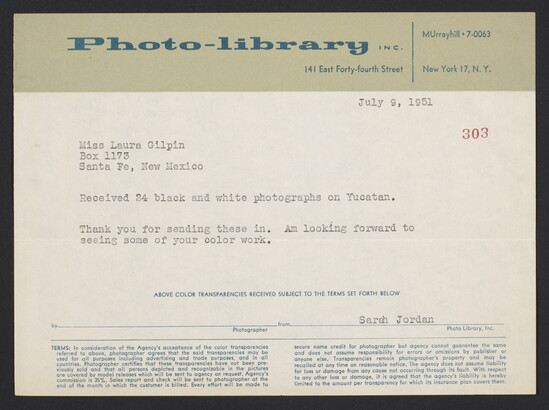 Photo-library INC.
MUrrayhill • 7-0063
141 East Forty-fourth Street
New York 17, N. Y.
July 9, 1951
303
Miss Laura Gilpin
Box 1173
Santa Fe, New Mexico
Received 24 black and white photographs on Yucatan.
Thank you for sending these in. Am looking forward to
seeing some of your color work.
ABOVE COLOR TRANSPARENCIES RECEIVED SUBJECT TO THE TERMS SET FORTH BELOW
Sarah Jordan
to
Photographer
from
Photo Library, Inc.
TERMS: In consideration of the Agency's acceptance of the color transparencies
referred to above, photographer agrees that the said transparencies may be
used for all purposes including advertising and trade purposes, and in all
countries. Photographer certifies that these transparencies have not been pre-
viously sold and that all persons depicted and recognizable in the pictures
are covered by model releases which will be sent to agency on request. Agency's
commission is 35%. Sales report and check will be sent to photographer at the
end of the month in which the customer is billed. Every effort will be made to
secure name credit for photographer but agency cannot guarantee the same
and does not assume responsibility for errors or omissions by publisher or
anyone else. Transparencies remain photographer's property and may be
recalled at any time on reasonable notice. The agency does not assume liability
for loss or damage from any cause not occurring through its fault. With respect
to any other loss or damage, it is agreed that the agency's liability is hereby
limited to the amount per transparency for which its insurance plan covers them.